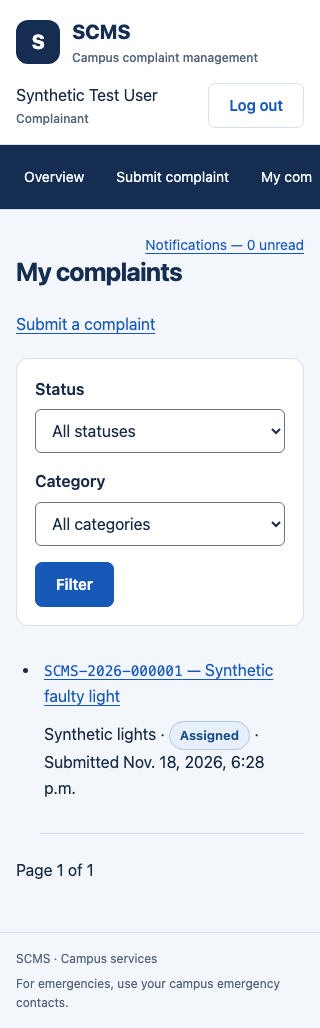 S
SCMS
Campus complaint management
Synthetic Test User
Complainant
Log out
Overview
Submit complaint
My com
Notifications — 0 unread
My complaints
Submit a complaint
Status
All statuses
Category
All categories
Filter
SCMS-2026-000001 — Synthetic
faulty light
Synthetic lights · Assigned ·
Submitted Nov. 18, 2026, 6:28
p.m.
Page 1 of 1
SCMS · Campus services
For emergencies, use your campus emergency
contacts.